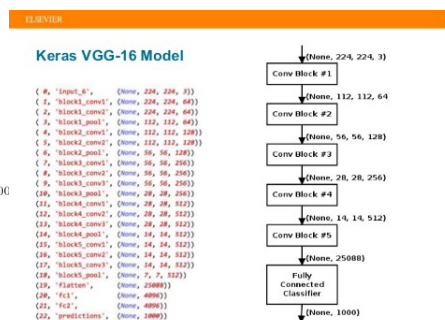 ELSEVIER
Keras VGG-16 Model
( 0, 'input_6', (None, 224, 224, 3))
( 1, 'block1_conv1', (None, 224, 224, 64))
( 2, 'block1_conv2', (None, 224, 224, 64))
( 3, 'block1_pool', (None, 112, 112, 64))
( 4, 'block2_conv1', (None, 112, 112, 128))
( 5, 'block2_conv2', (None, 112, 112, 128))
( 6, 'block2_pool', (None, 56, 56, 128))
( 7, 'block3_conv1', (None, 56, 56, 256))
( 8, 'block3_conv2', (None, 56, 56, 256))
( 9, 'block3_conv3', (None, 56, 56, 256))
(10, 'block3_pool', (None, 28, 28, 256))
(11, 'block4_conv1', (None, 28, 28, 512))
(12, 'block4_conv2', (None, 28, 28, 512))
(13, 'block4_conv3', (None, 28, 28, 512))
(14, 'block4_pool', (None, 14, 14, 512))
(15, 'block5_conv1', (None, 14, 14, 512))
(16, 'block5_conv2', (None, 14, 14, 512))
(17, 'block5_conv3', (None, 14, 14, 512))
(18, 'block5_pool', (None, 7, 7, 512))
(19, 'flatten', (None, 25088))
(20, 'fc1', (None, 4096))
(21, 'fc2', (None, 4096))
(22, 'predictions', (None, 1000))
(None, 224, 224, 3)
Conv Block #1
(None, 112, 112, 64
Conv Block #2
(None, 56, 56, 128)
Conv Block #3
(None, 28, 28, 256)
Conv Block #4
(None, 14, 14, 512)
Conv Block #5
(None, 25088)
Fully
Connected
Classifier
(None, 1000)